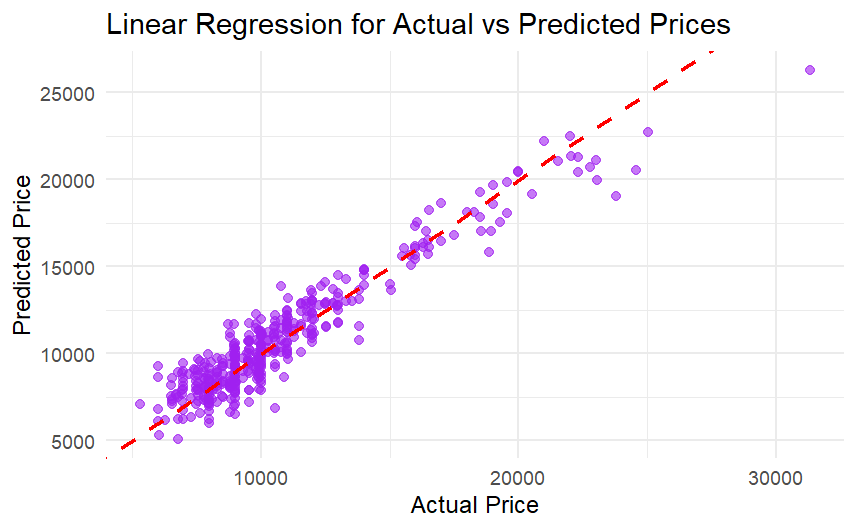 Linear Regression for Actual vs Predicted Prices
25000
20000
15000
10000
5000
Predicted Price
10000
20000
30000
Actual Price